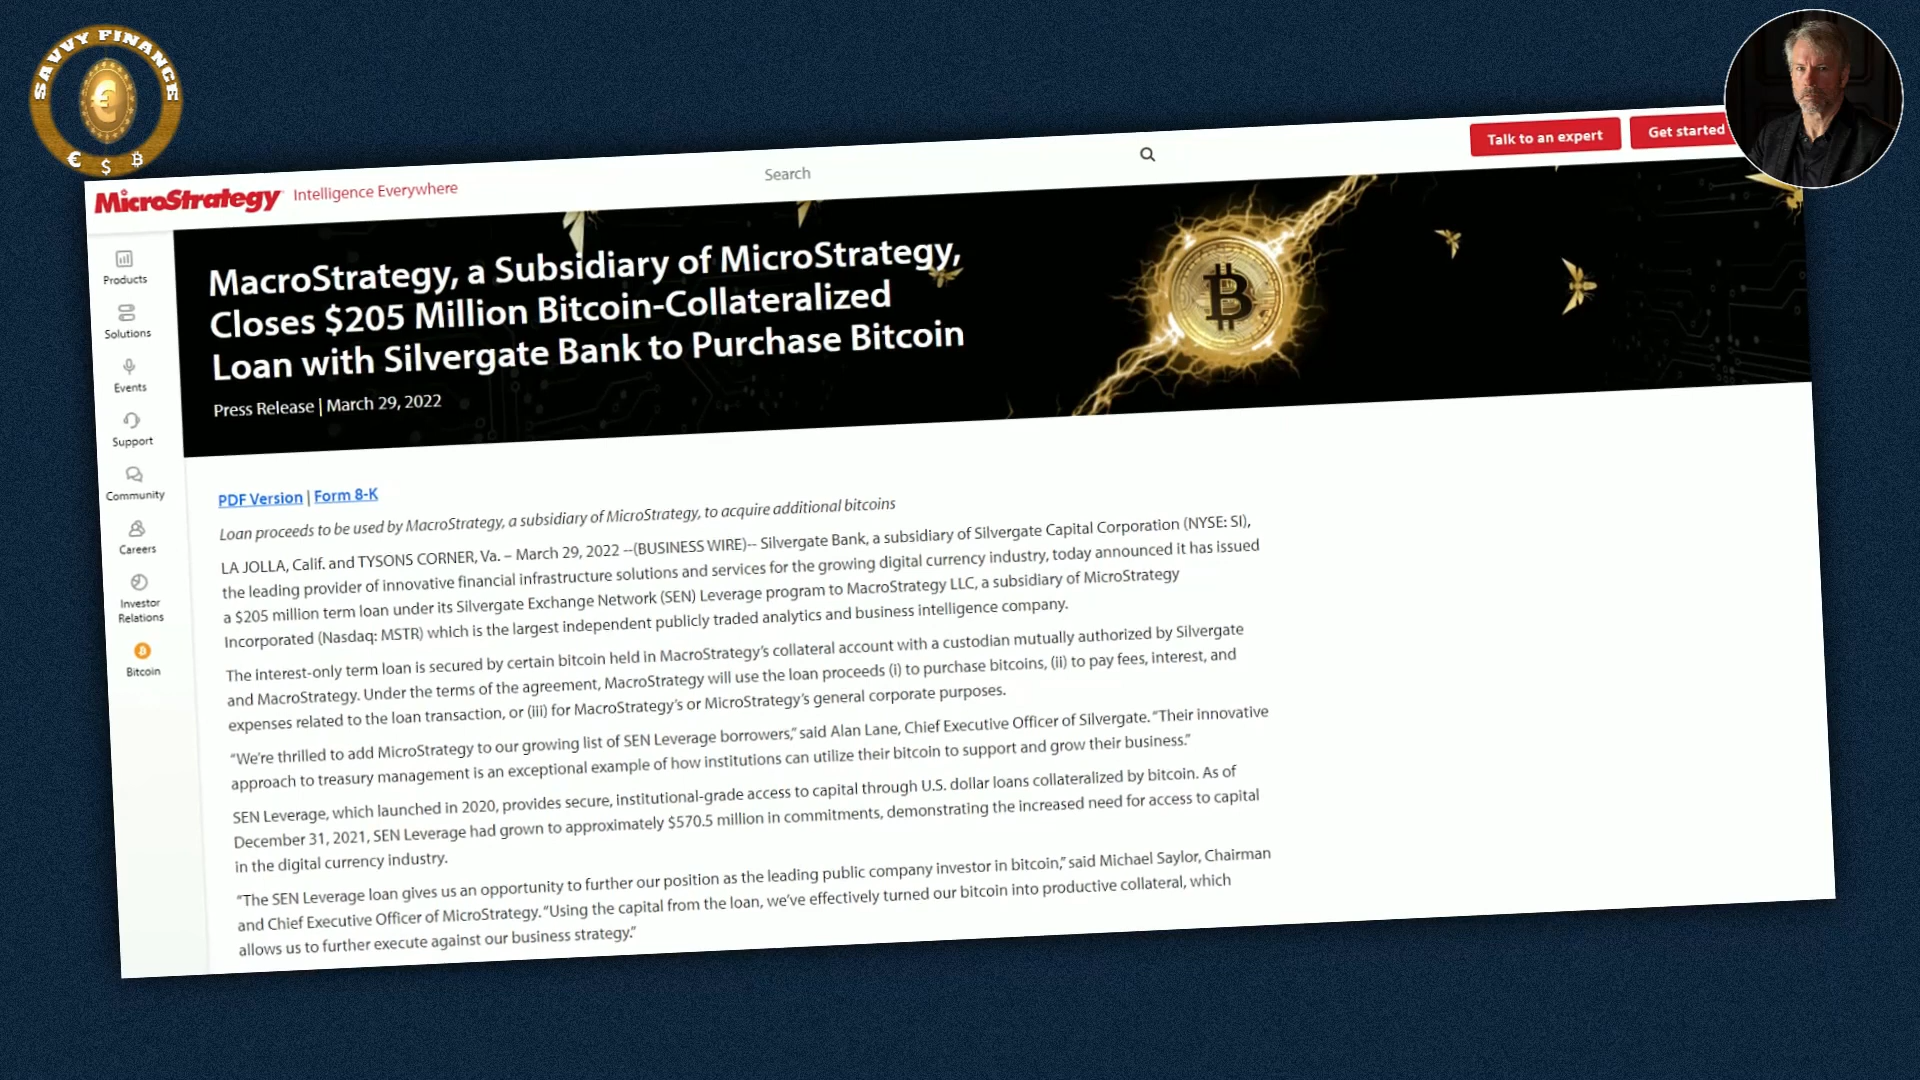 SAVVY FINANCE
€
€ $ ₿
MicroStrategy Intelligence Everywhere
Search
Talk to an expert
Get started
Products
Solutions
Events
Support
Community
Careers
Investor
Relations
Bitcoin
MacroStrategy, a Subsidiary of MicroStrategy,
Closes $205 Million Bitcoin-Collateralized
Loan with Silvergate Bank to Purchase Bitcoin
Press Release | March 29, 2022
PDF Version | Form 8-K
Loan proceeds to be used by MacroStrategy, a subsidiary of MicroStrategy, to acquire additional bitcoins
LA JOLLA, Calif. and TYSONS CORNER, Va. – March 29, 2022 --(BUSINESS WIRE)-- Silvergate Bank, a subsidiary of Silvergate Capital Corporation (NYSE: SI),
the leading provider of innovative financial infrastructure solutions and services for the growing digital currency industry, today announced it has issued
a $205 million term loan under its Silvergate Exchange Network (SEN) Leverage program to MacroStrategy LLC, a subsidiary of MicroStrategy
Incorporated (Nasdaq: MSTR) which is the largest independent publicly traded analytics and business intelligence company.
The interest-only term loan is secured by certain bitcoin held in MacroStrategy’s collateral account with a custodian mutually authorized by Silvergate
and MacroStrategy. Under the terms of the agreement, MacroStrategy will use the loan proceeds (i) to purchase bitcoins, (ii) to pay fees, interest, and
expenses related to the loan transaction, or (iii) for MacroStrategy’s or MicroStrategy’s general corporate purposes.
“We’re thrilled to add MicroStrategy to our growing list of SEN Leverage borrowers,” said Alan Lane, Chief Executive Officer of Silvergate. “Their innovative
approach to treasury management is an exceptional example of how institutions can utilize their bitcoin to support and grow their business.”
SEN Leverage, which launched in 2020, provides secure, institutional-grade access to capital through U.S. dollar loans collateralized by bitcoin. As of
December 31, 2021, SEN Leverage had grown to approximately $570.5 million in commitments, demonstrating the increased need for access to capital
in the digital currency industry.
“The SEN Leverage loan gives us an opportunity to further our position as the leading public company investor in bitcoin,” said Michael Saylor, Chairman
and Chief Executive Officer of MicroStrategy. “Using the capital from the loan, we’ve effectively turned our bitcoin into productive collateral, which
allows us to further execute against our business strategy.”